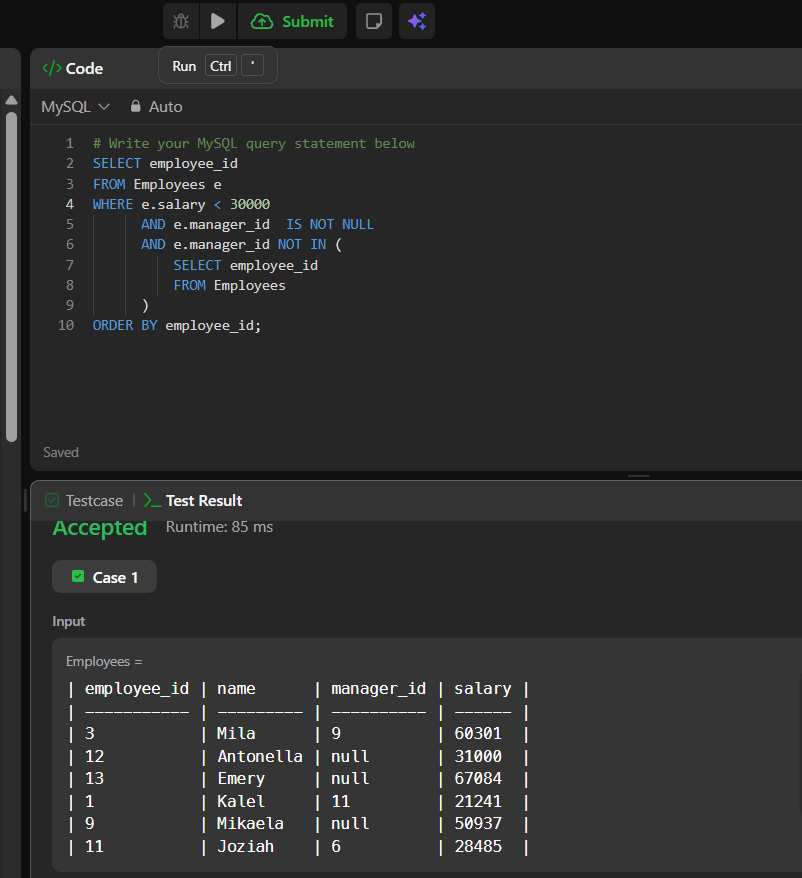 Submit
</> Code
Run Ctrl '
MySQL Auto
1 # Write your MySQL query statement below
2 SELECT employee_id
3 FROM Employees e
4 WHERE e.salary < 30000
5 AND e.manager_id  IS NOT NULL
6 AND e.manager_id NOT IN (
7 SELECT employee_id
8 FROM Employees
9 )
10 ORDER BY employee_id;
Saved
Testcase | >_ Test Result
Accepted Runtime: 85 ms
Case 1
Input
Employees =
| employee_id | name      | manager_id | salary |
| ----------- | --------- | ---------- | ------ |
| 3           | Mila      | 9          | 60301  |
| 12          | Antonella | null       | 31000  |
| 13          | Emery     | null       | 67084  |
| 1           | Kalel     | 11         | 21241  |
| 9           | Mikaela   | null       | 50937  |
| 11          | Joziah    | 6          | 28485  |